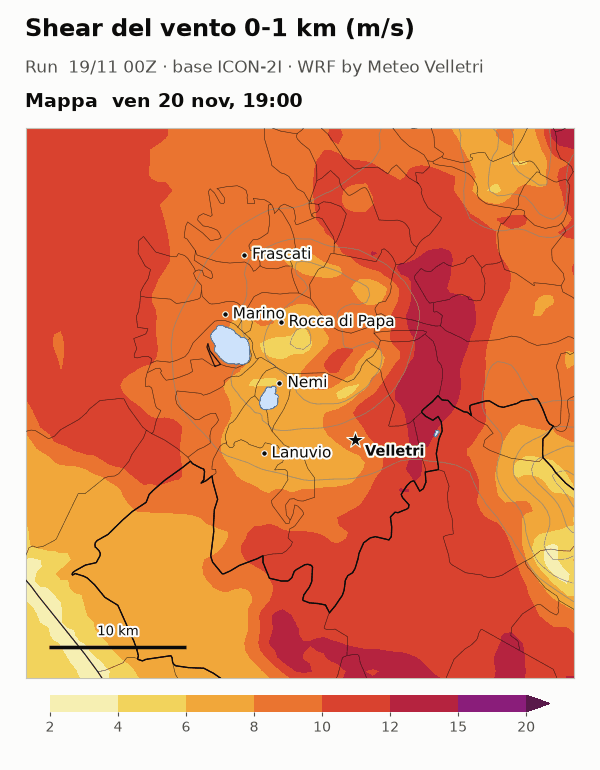 Shear del vento 0-1 km (m/s)
Run 19/11 00Z · base ICON-2I · WRF by Meteo Velletri
Mappa ven 20 nov, 19:00
Frascati
Marino
Rocca di Papa
Nemi
Velletri
Lanuvio
10 km
2 4 6 8 10 12 15 20